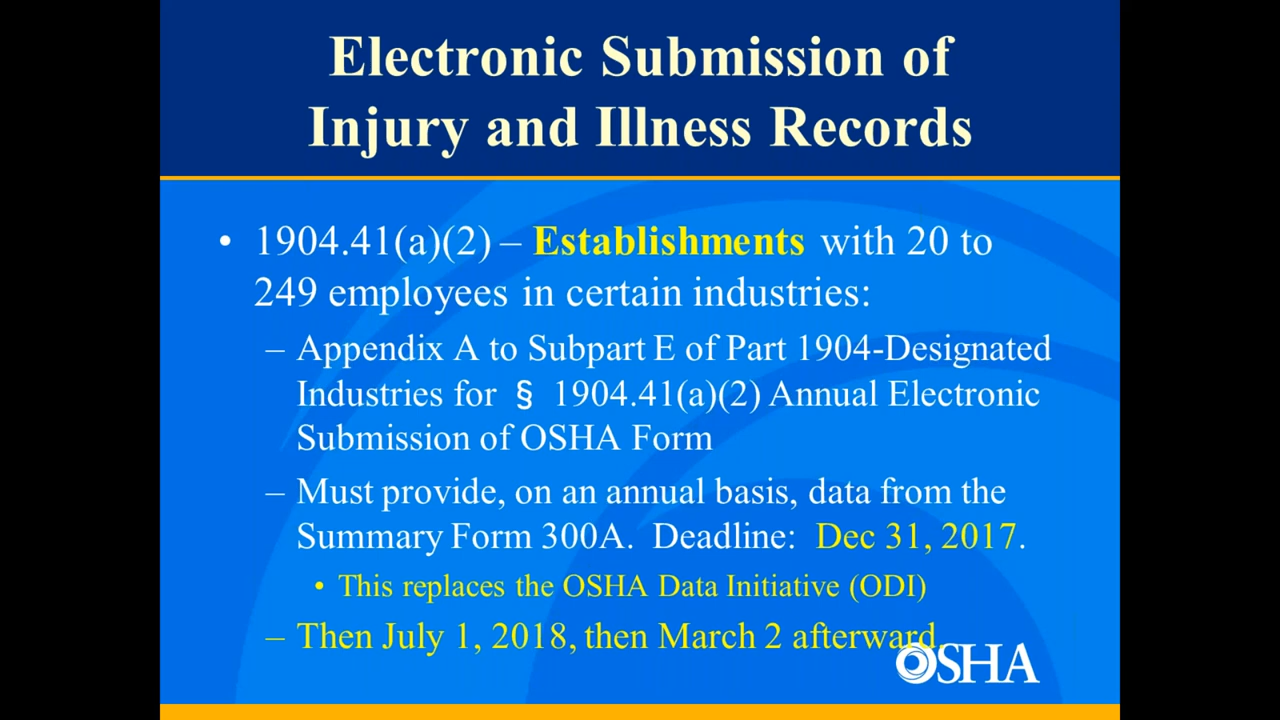 Electronic Submission of
Injury and Illness Records
• 1904.41(a)(2) – Establishments with 20 to
249 employees in certain industries:
– Appendix A to Subpart E of Part 1904-Designated
Industries for § 1904.41(a)(2) Annual Electronic
Submission of OSHA Form
– Must provide, on an annual basis, data from the
Summary Form 300A. Deadline: Dec 31, 2017.
• This replaces the OSHA Data Initiative (ODI)
– Then July 1, 2018, then March 2 afterward.
OSHA